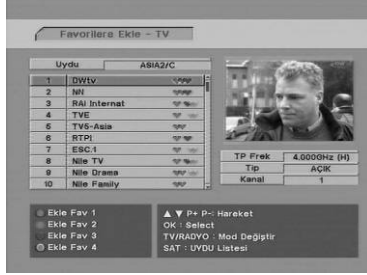 Favorilere Ekle - TV
Uydu ASIA2/C
1 DWtv
2 NN
3 RAI Internat
4 TVE
5 TV5-Asia
6 RTPI
7 ESC.1
8 Nile TV
9 Nile Drama
10 Nile Family
TP Frek 4.000GHz (H)
Tip AÇIK
Kanal 1
Ekle Fav 1
Ekle Fav 2
Ekle Fav 3
Ekle Fav 4
▲ ▼ P+ P-: Hareket
OK : Select
TV/RADYO : Mod Değiştir
SAT : UYDU Listesi